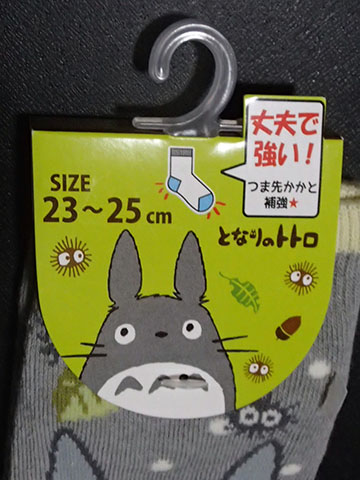 丈夫で
強い!
つま先かかと
補強★
SIZE
23~25cm
となりのトトロ